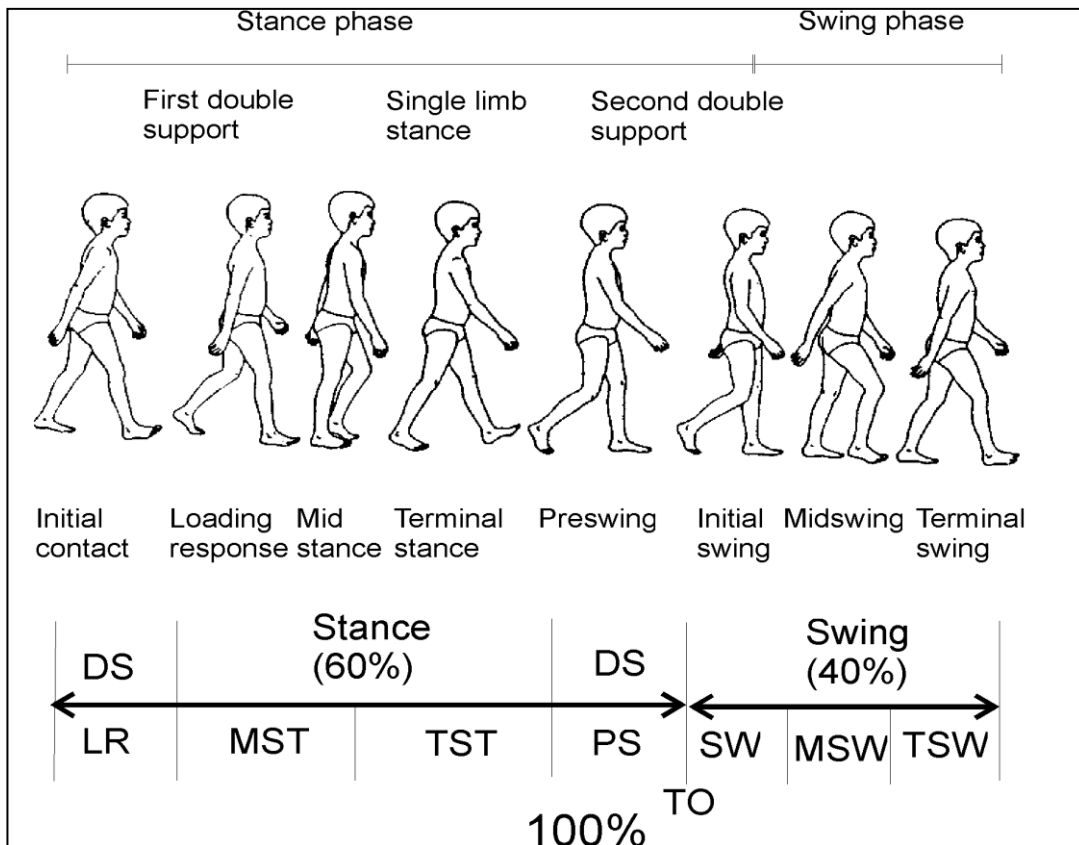 Stance phase
Swing phase
First double
support
Single limb
stance
Second double
support
Initial
contact
Loading
response
Mid
stance
Terminal
stance
Preswing
Initial
swing
Midswing
Terminal
swing
DS
Stance
(60%)
DS
Swing
(40%)
LR
MST
TST
PS
SW
MSW
TSW
TO
100%